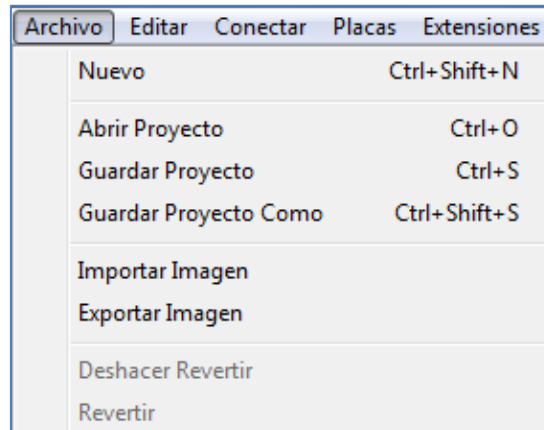 Archivo Editar Conectar Placas Extensiones
Nuevo Ctrl+Shift+N
Abrir Proyecto Ctrl+O
Guardar Proyecto Ctrl+S
Guardar Proyecto Como Ctrl+Shift+S
Importar Imagen
Exportar Imagen
Deshacer Revertir
Revertir